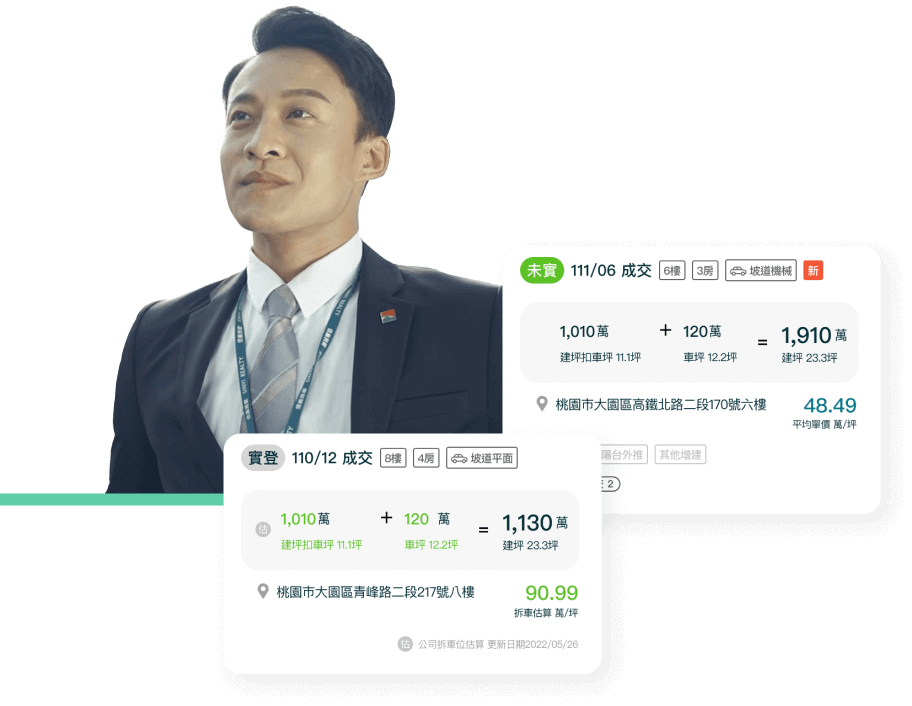 未實 111/06 成交 6樓 3房 坡道機械 新
1,010萬 + 120萬 = 1,910 萬
建坪扣車坪 11.1坪 車坪 12.2坪 建坪 23.3坪
桃園市大園區高鐵北路二段170號六樓 48.49
平均單價 萬/坪
陽台外推 其他增建
2
SINYI REALTY
實登 110/12 成交 8樓 4房 坡道平面
估 1,010萬 + 120 萬 = 1,130 萬
建坪扣車坪 11.1坪 車坪 12.2坪 建坪 23.3坪
桃園市大園區青峰路二段217號八樓 90.99
拆車估算 萬/坪
估 公司拆車位估算 更新日期2022/05/26